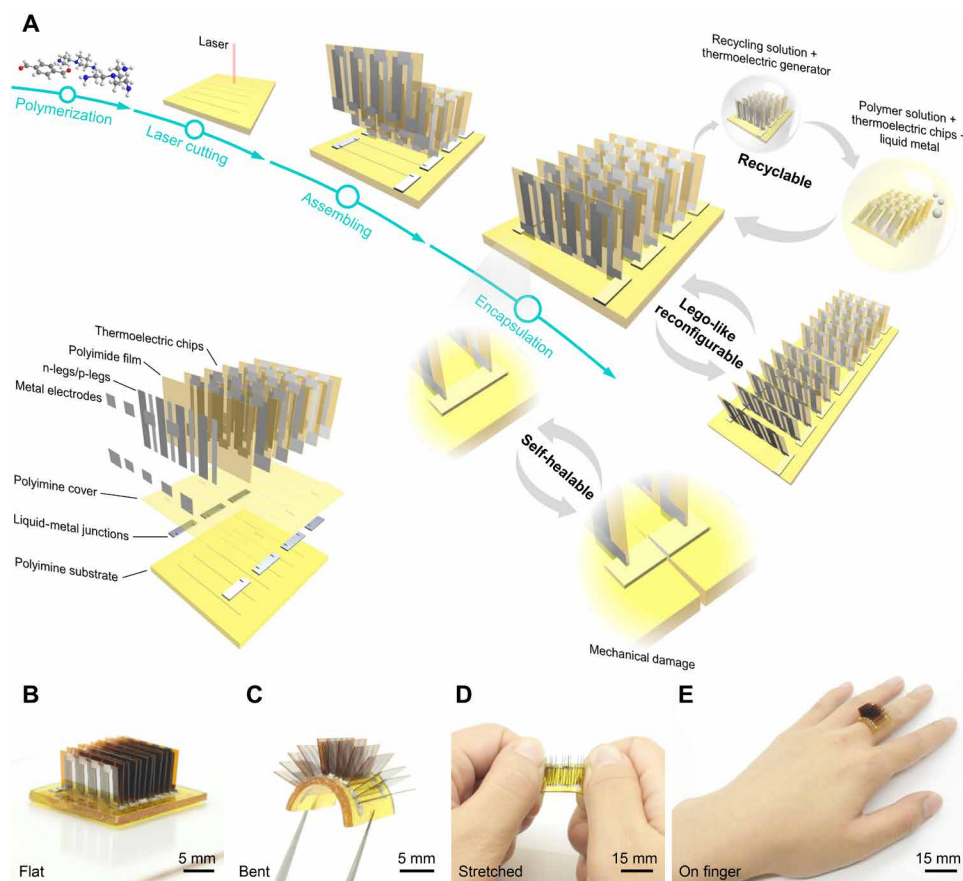 A
Laser
Polymerization
Laser cutting
Assembling
Encapsulation
Recycling solution +
thermoelectric generator
Polymer solution +
thermoelectric chips +
liquid metal
Recyclable
Lego-like
reconfigurable
Self-healable
Mechanical damage
Thermoelectric chips
Polyimide film
n-legs/p-legs
Metal electrodes
Polyimine cover
Liquid-metal junctions
Polyimine substrate
B
Flat
5 mm
C
Bent
5 mm
D
Stretched
15 mm
E
On finger
15 mm